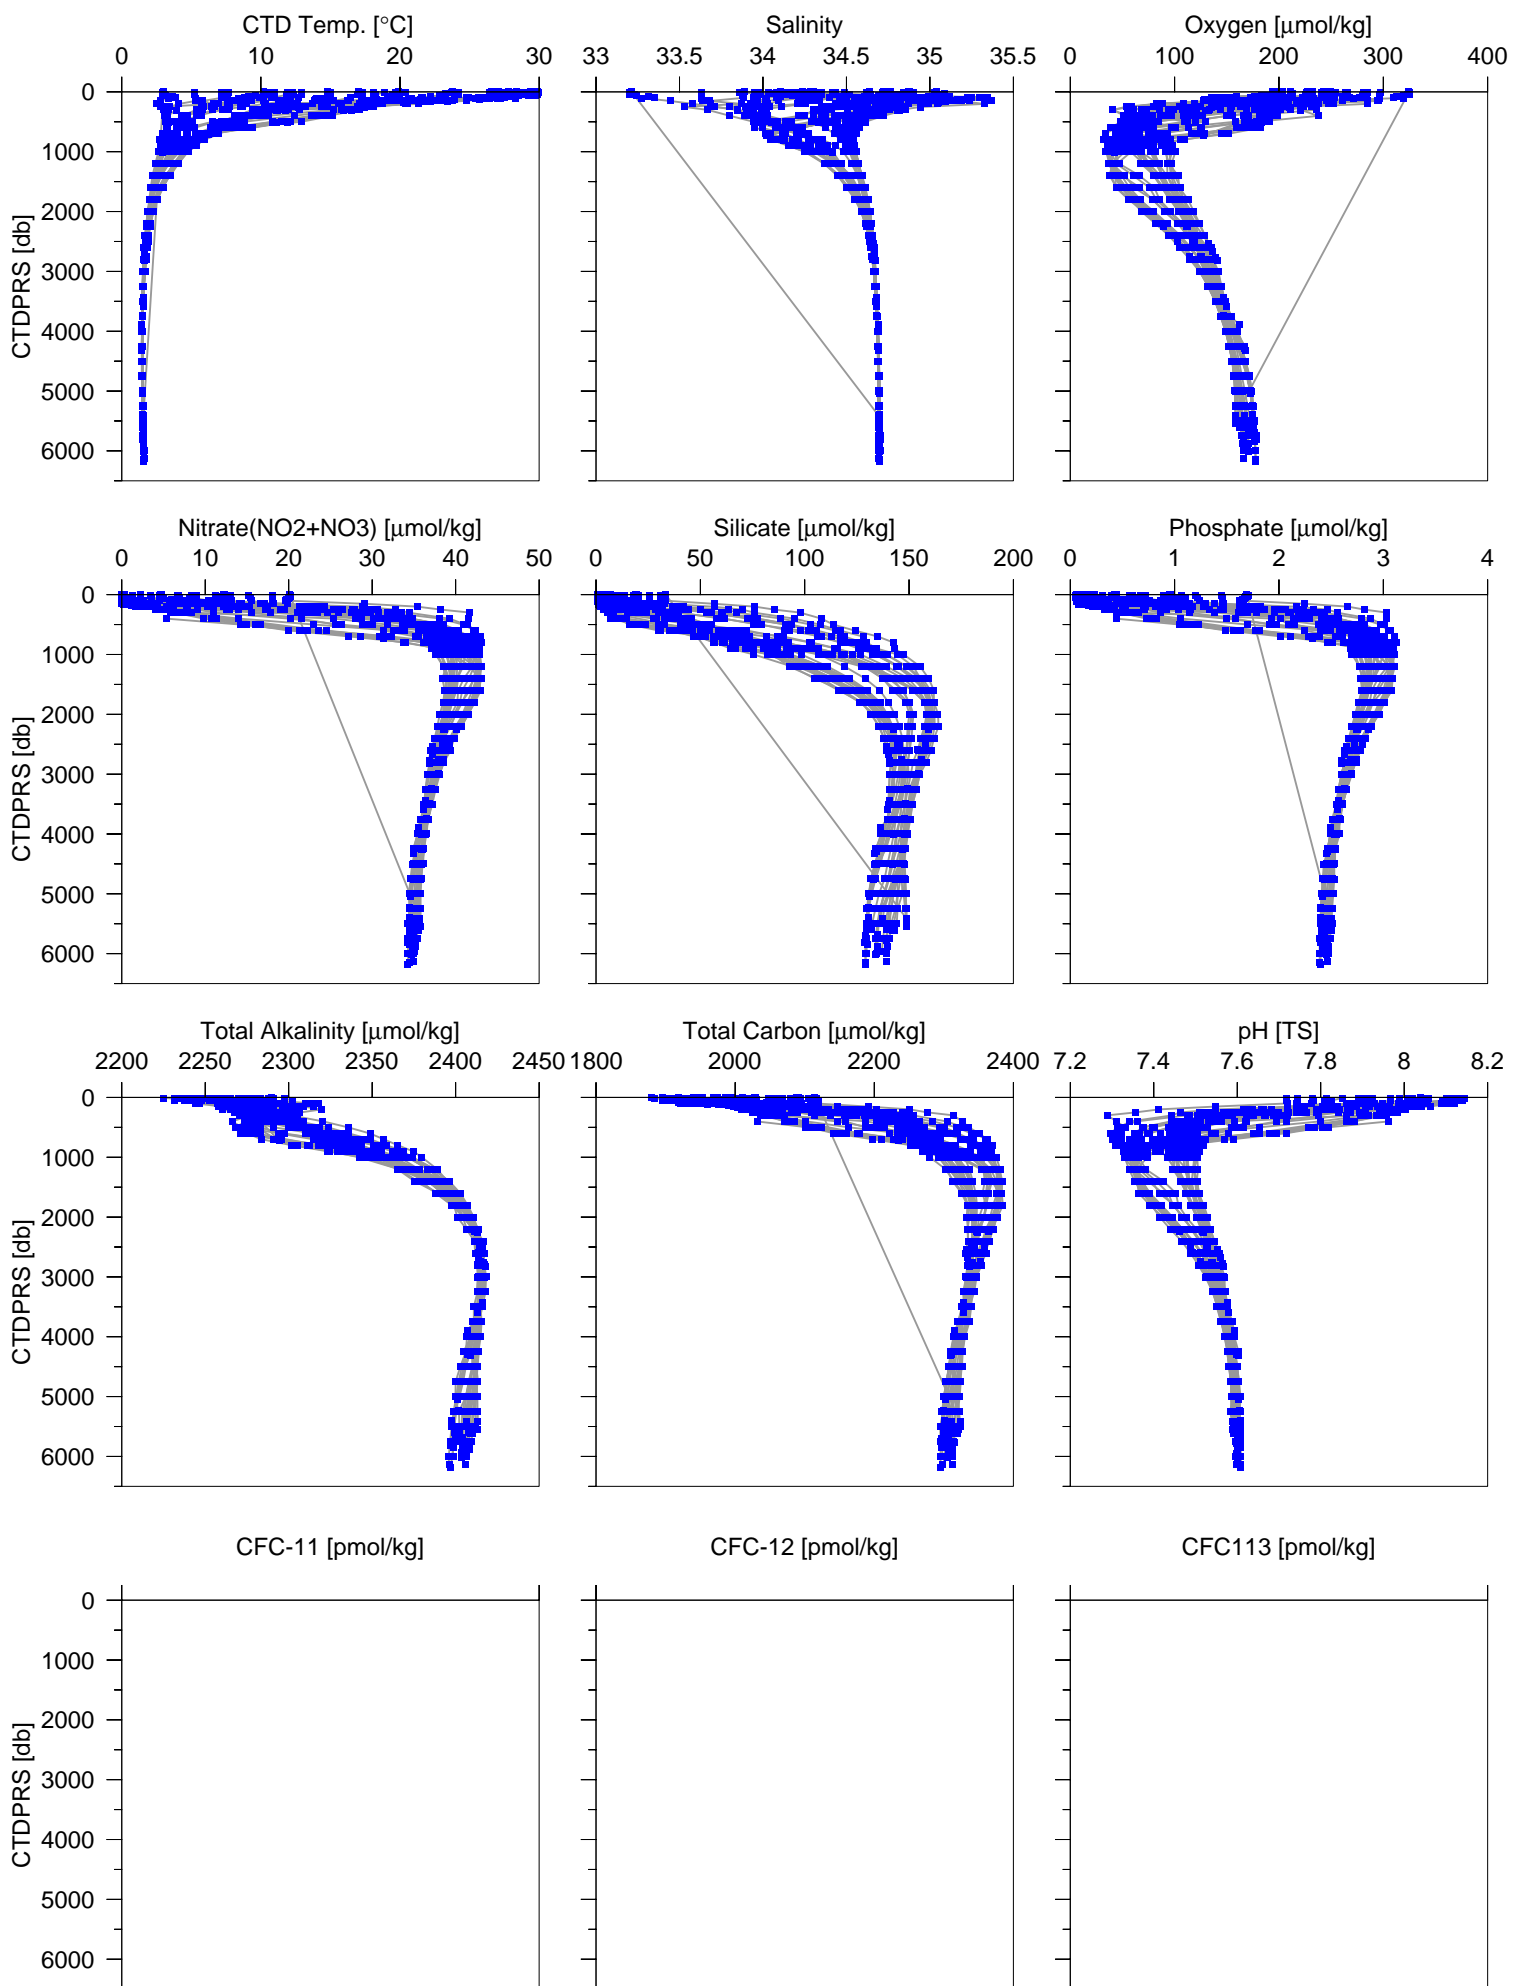 CTD Temp. [°C] Salinity Oxygen [μmol/kg]
0 10 20 30 33 33.5 34 34.5 35 35.5 0 100 200 300 400
0
1000
2000
3000
4000
5000
6000
CTDPRS [db]
Nitrate(NO2+NO3) [μmol/kg] Silicate [μmol/kg] Phosphate [μmol/kg]
0 10 20 30 40 50 0 50 100 150 200 0 1 2 3 4
0
1000
2000
3000
4000
5000
6000
CTDPRS [db]
Total Alkalinity [μmol/kg] Total Carbon [μmol/kg] pH [TS]
2200 2250 2300 2350 2400 2450 1800 2000 2200 2400 7.2 7.4 7.6 7.8 8 8.2
0
1000
2000
3000
4000
5000
6000
CTDPRS [db]
CFC-11 [pmol/kg] CFC-12 [pmol/kg] CFC113 [pmol/kg]
0
1000
2000
3000
4000
5000
6000
CTDPRS [db]